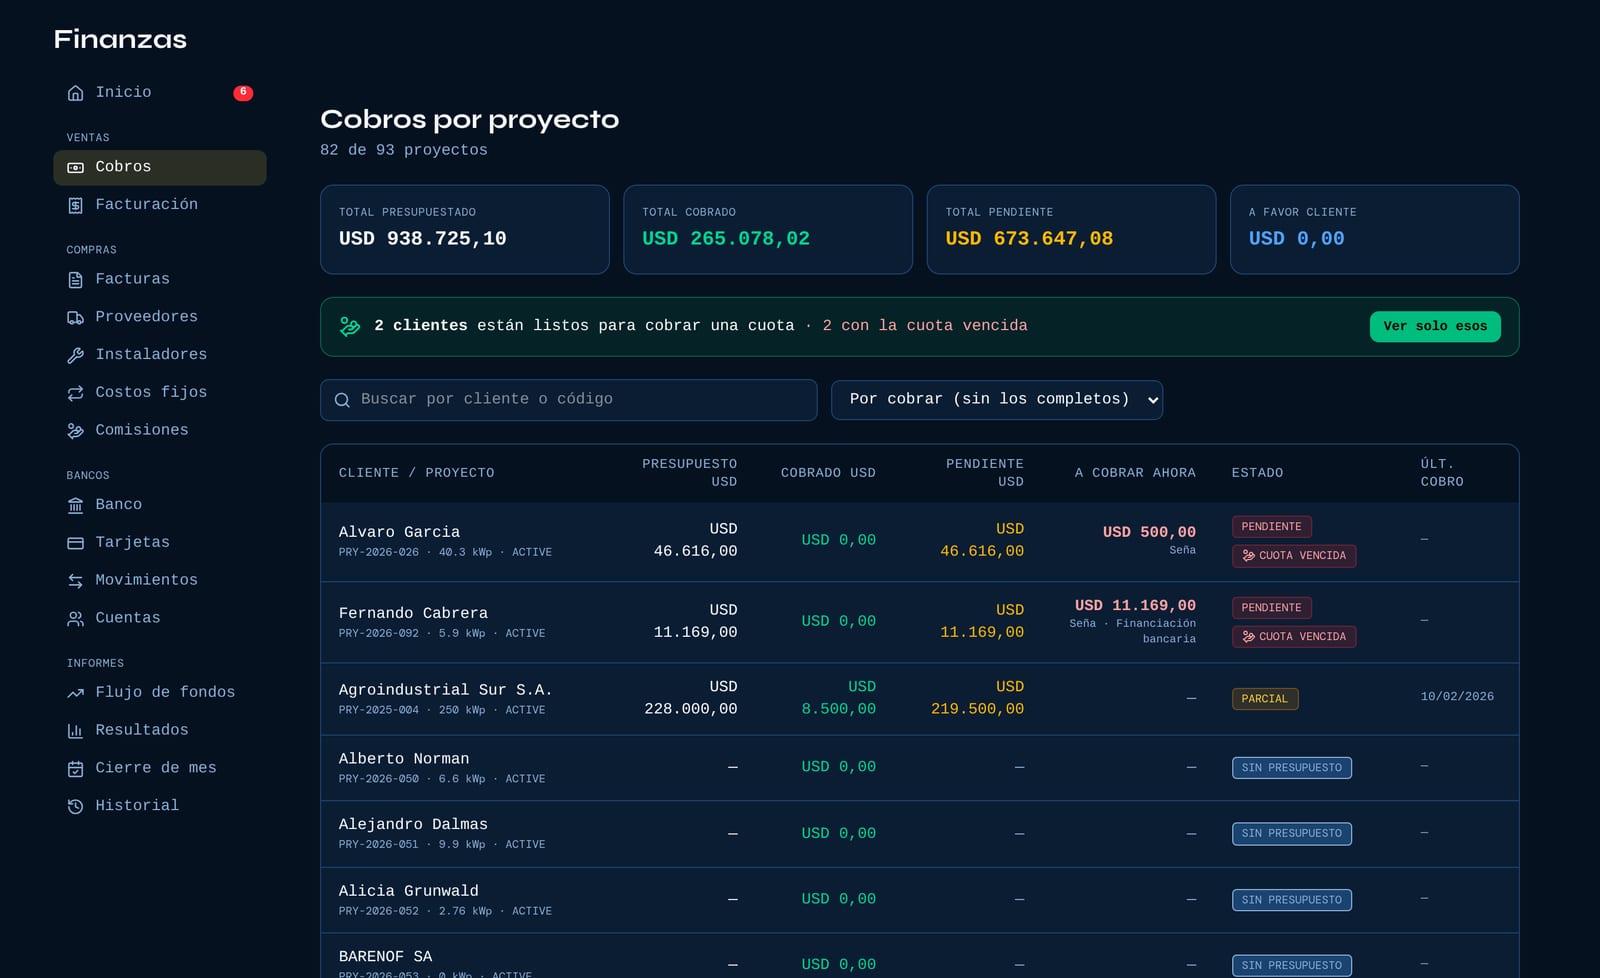 Finanzas
Inicio
6
VENTAS
Cobros
Facturación
COMPRAS
Facturas
Proveedores
Instaladores
Costos fijos
Comisiones
BANCOS
Banco
Tarjetas
Movimientos
Cuentas
INFORMES
Flujo de fondos
Resultados
Cierre de mes
Historial
Cobros por proyecto
82 de 93 proyectos
TOTAL PRESUPUESTADO
USD 938.725,10
TOTAL COBRADO
USD 265.078,02
TOTAL PENDIENTE
USD 673.647,08
A FAVOR CLIENTE
USD 0,00
2 clientes están listos para cobrar una cuota · 2 con la cuota vencida
Ver solo esos
Buscar por cliente o código
Por cobrar (sin los completos)
CLIENTE / PROYECTO
PRESUPUESTO
USD
COBRADO USD
PENDIENTE
USD
A COBRAR AHORA
ESTADO
ÚLT.
COBRO
Alvaro Garcia
PRY-2026-026 · 40.3 kWp · ACTIVE
USD
46.616,00
USD 0,00
USD
46.616,00
USD 500,00
Seña
PENDIENTE
CUOTA VENCIDA
—
Fernando Cabrera
PRY-2026-092 · 5.9 kWp · ACTIVE
USD
11.169,00
USD 0,00
USD
11.169,00
USD 11.169,00
Seña · Financiación
bancaria
PENDIENTE
CUOTA VENCIDA
—
Agroindustrial Sur S.A.
PRY-2025-004 · 250 kWp · ACTIVE
USD
228.000,00
USD
8.500,00
USD
219.500,00
—
PARCIAL
10/02/2026
Alberto Norman
PRY-2026-050 · 6.6 kWp · ACTIVE
—
USD 0,00
—
—
SIN PRESUPUESTO
—
Alejandro Dalmas
PRY-2026-051 · 9.9 kWp · ACTIVE
—
USD 0,00
—
—
SIN PRESUPUESTO
—
Alicia Grunwald
PRY-2026-052 · 2.76 kWp · ACTIVE
—
USD 0,00
—
—
SIN PRESUPUESTO
—
BARENOF SA
PRY-2026-053 · 0 kWp · ACTIVE
—
USD 0,00
—
—
SIN PRESUPUESTO
—